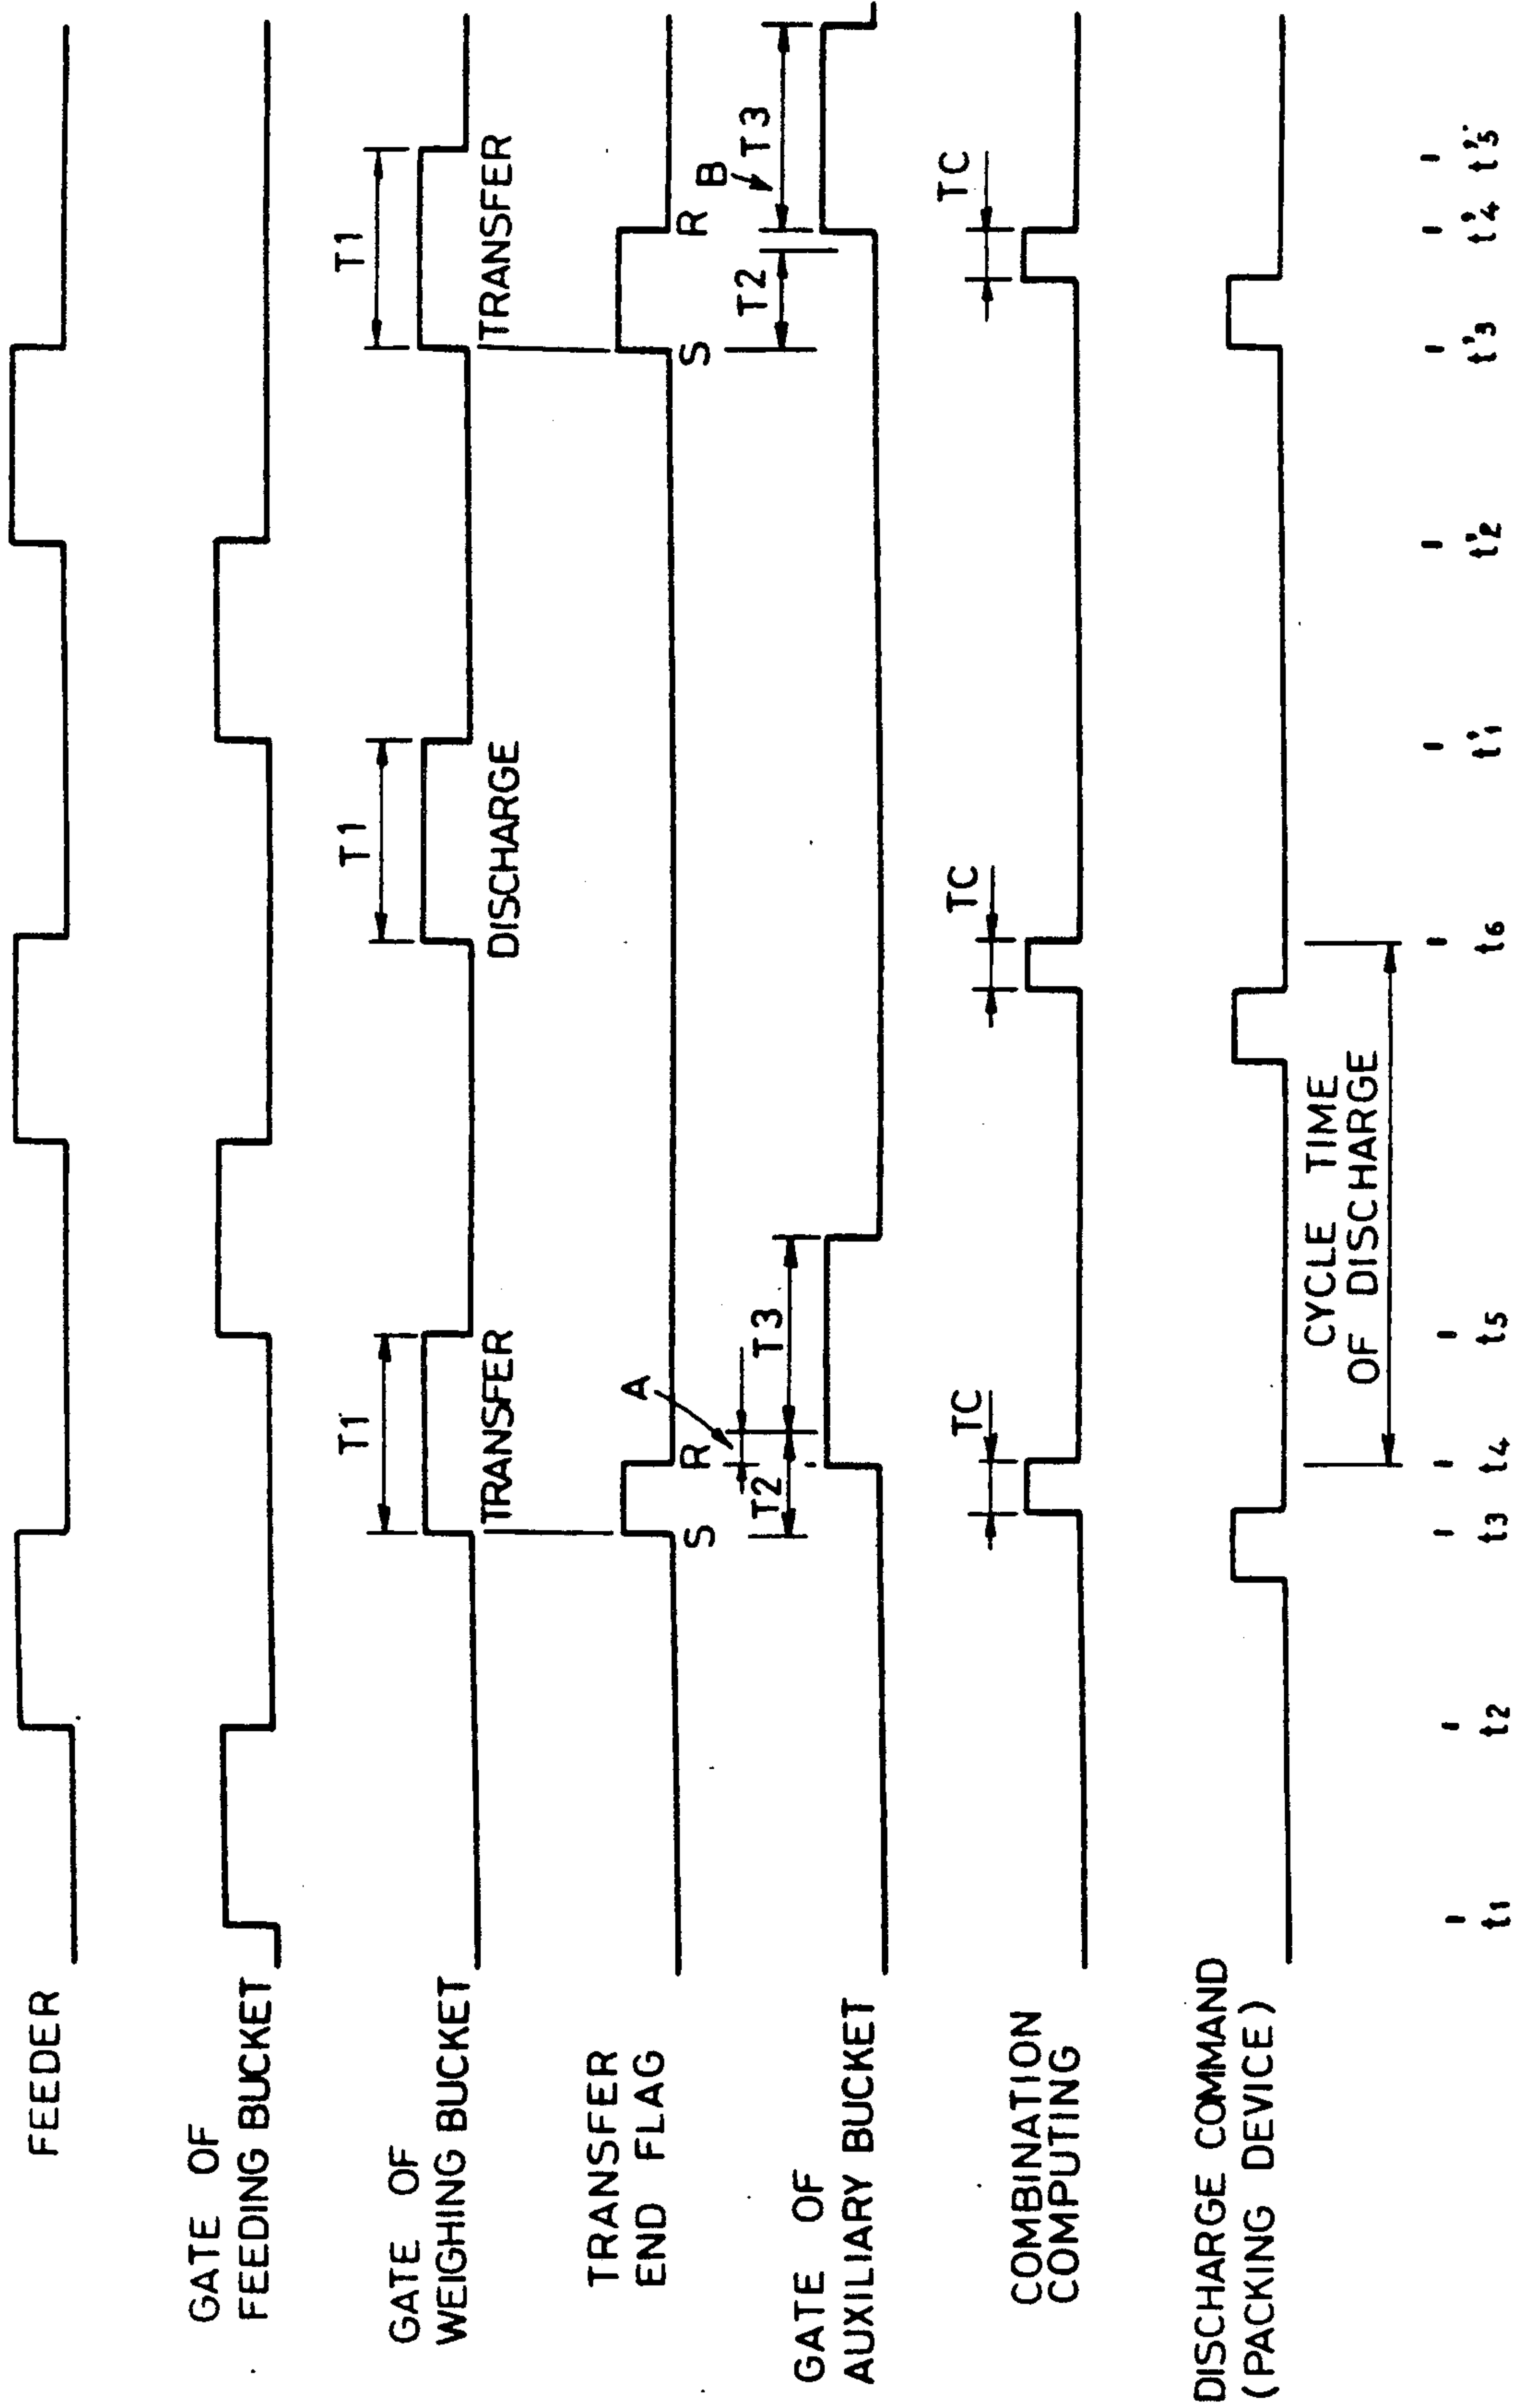 FEEDER
GATE OF
FEEDING BUCKET
GATE OF
WEIGHING BUCKET
T1
TRANSFER
T1
DISCHARGE
T1
TRANSFER
TRANSFER
END FLAG
S
R
A
S
R
B
GATE OF
AUXILIARY BUCKET
T2
T3
T2
T3
COMBINATION
COMPUTING
TC
TC
TC
DISCHARGE COMMAND
(PACKING DEVICE)
CYCLE TIME
OF DISCHARGE
t1
t2
t3
t4
t5
t6
t'1
t'2
t'3
t'4
t'5